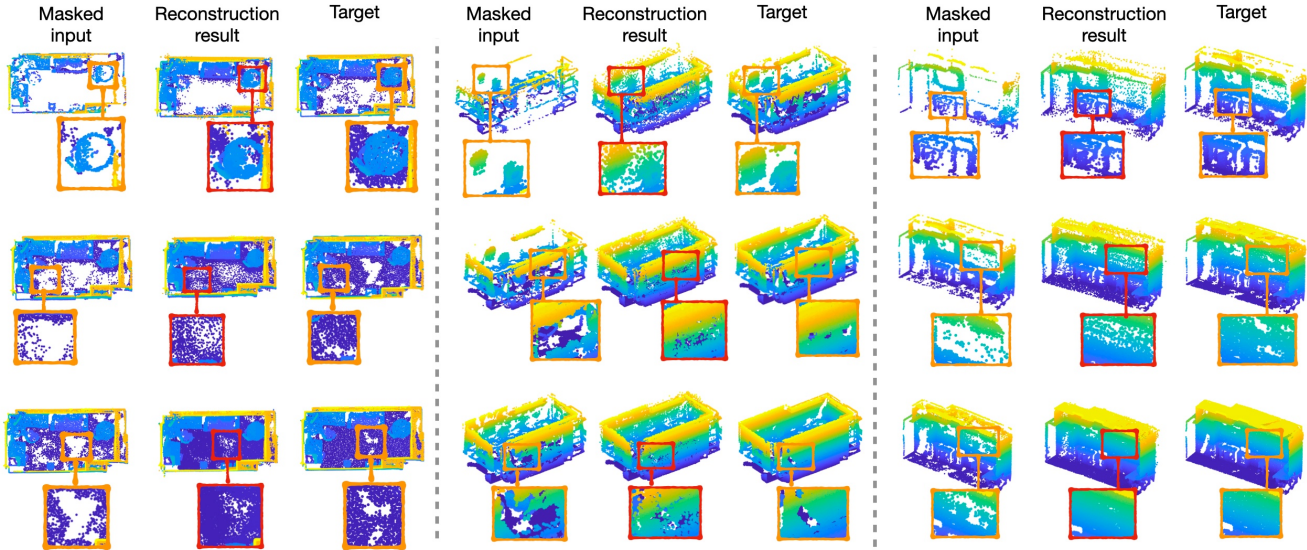 Masked
input
Reconstruction
result
Target
Masked
input
Reconstruction
result
Target
Masked
input
Reconstruction
result
Target